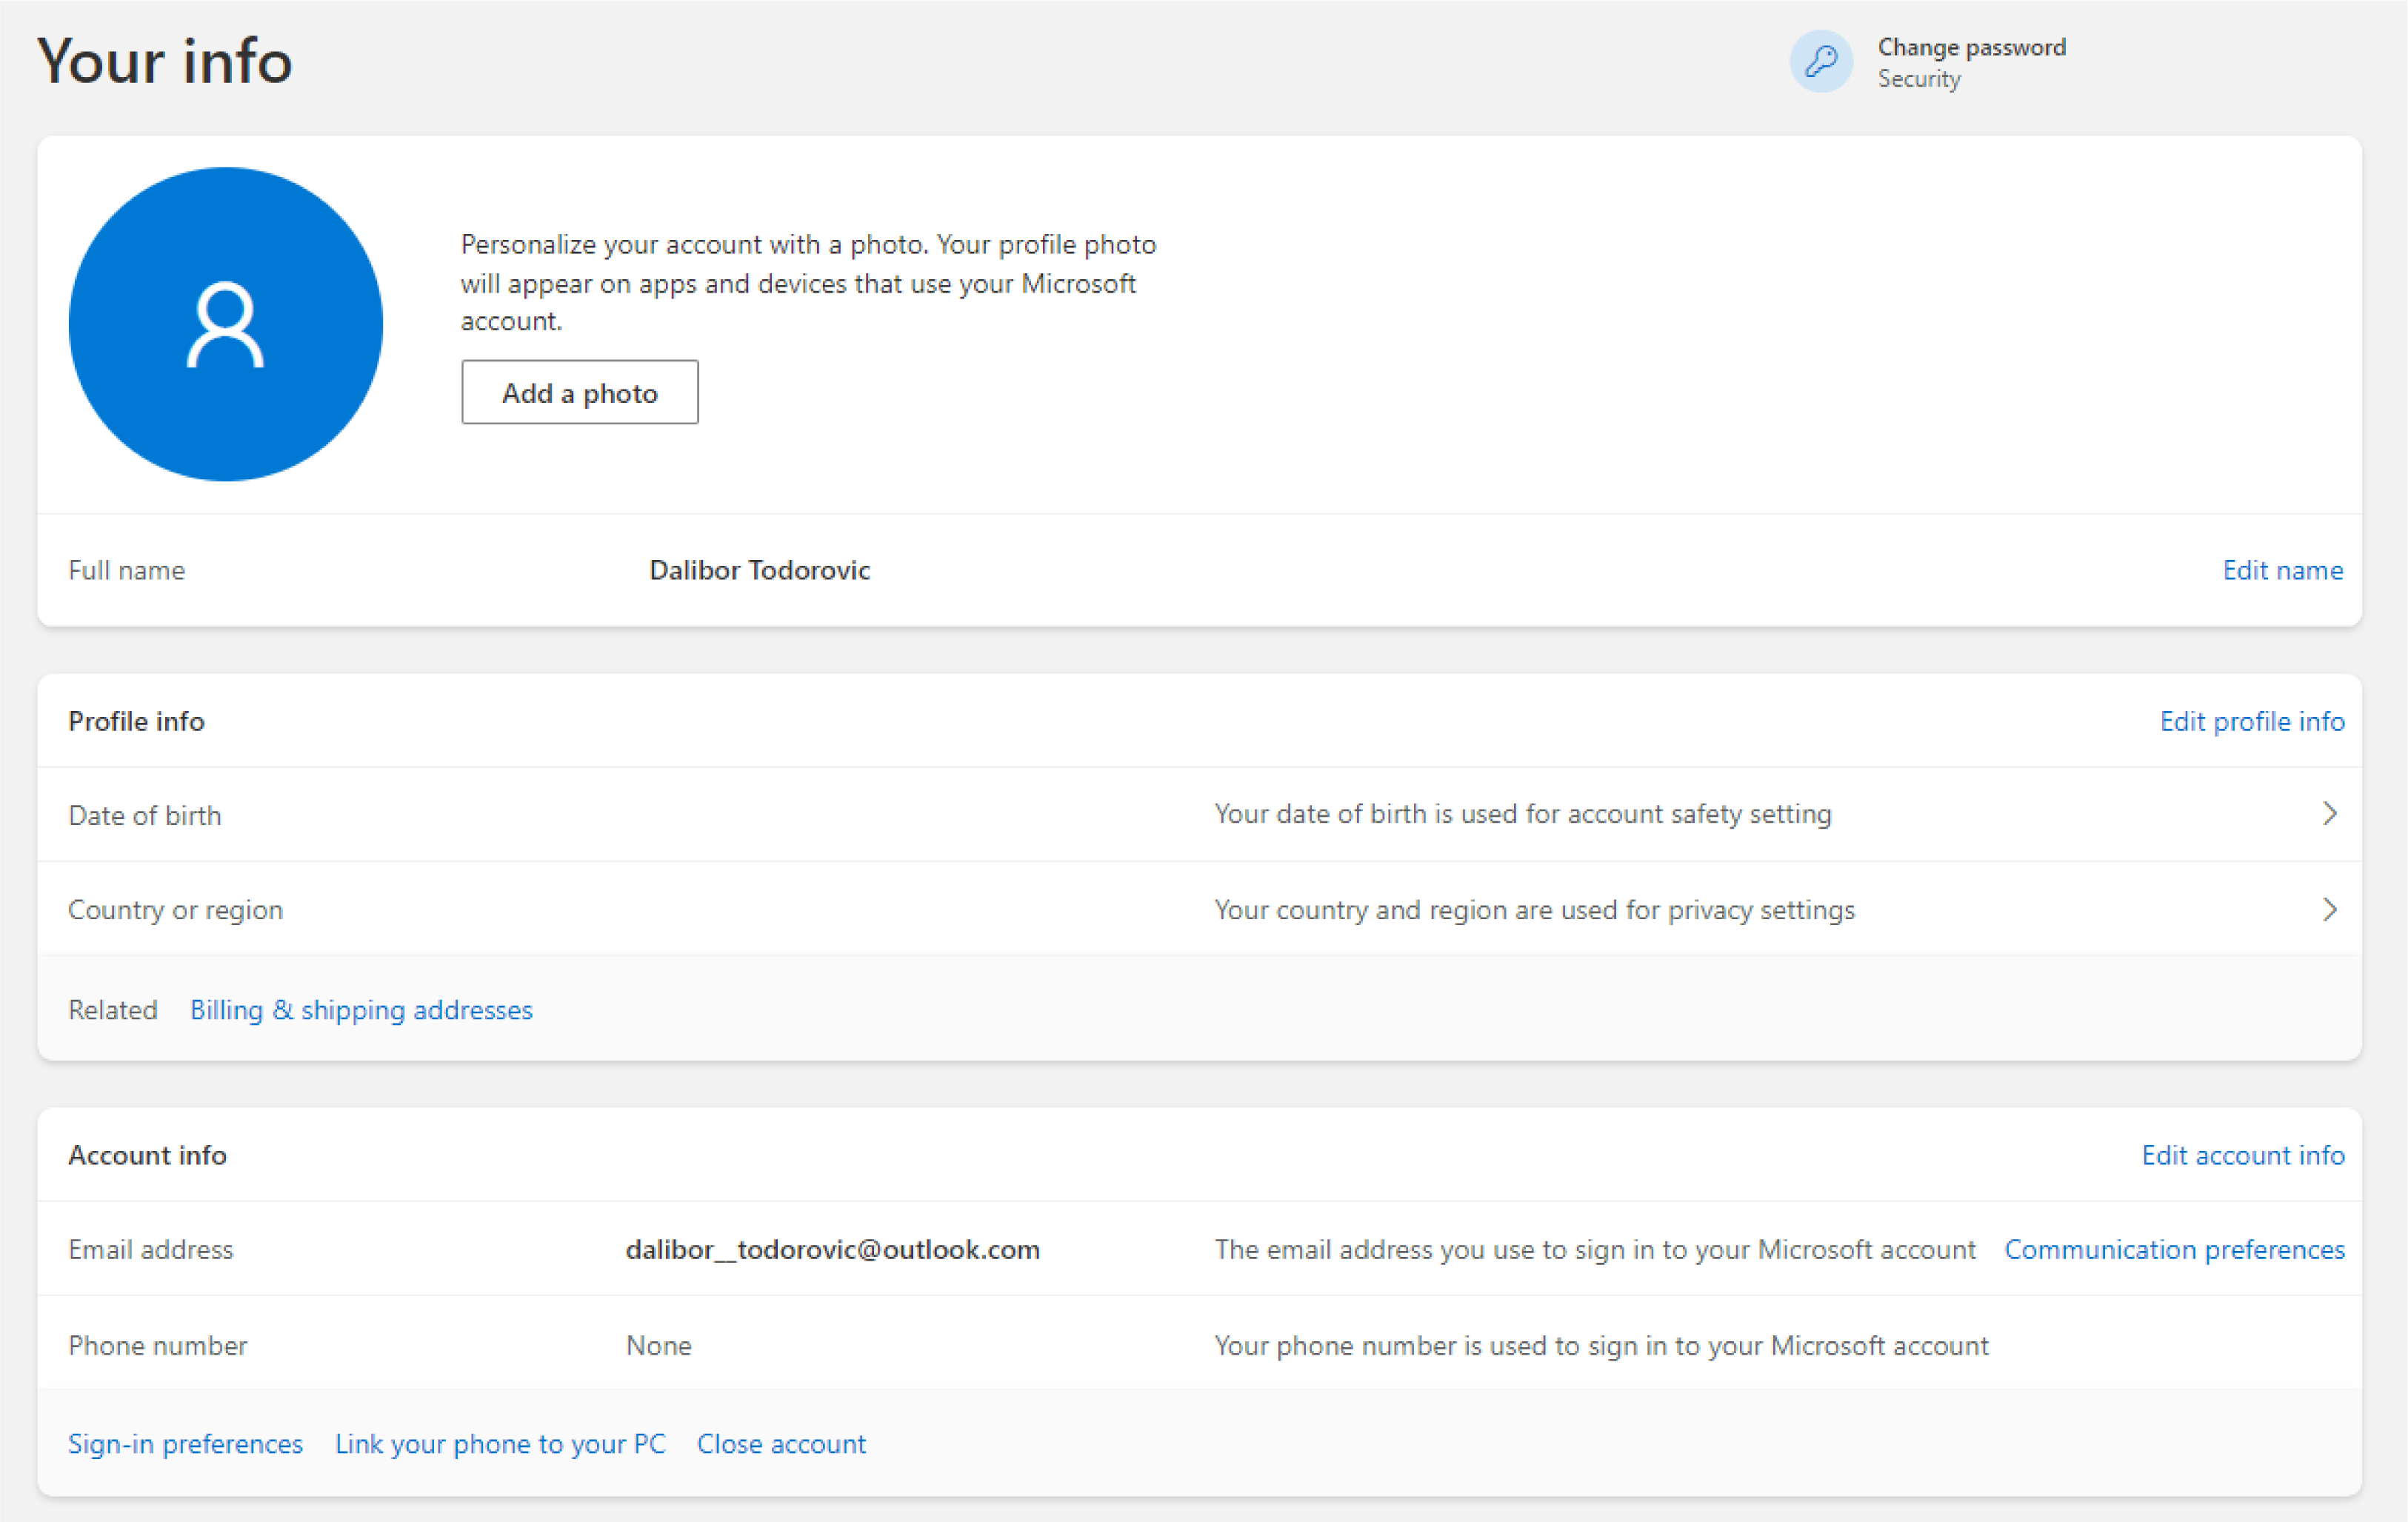 Your info
Change password
Security
Personalize your account with a photo. Your profile photo
will appear on apps and devices that use your Microsoft
account.
Add a photo
Full name Dalibor Todorovic Edit name
Profile info Edit profile info
Date of birth Your date of birth is used for account safety setting
Country or region Your country and region are used for privacy settings
Related Billing & shipping addresses
Account info Edit account info
Email address dalibor__todorovic@outlook.com The email address you use to sign in to your Microsoft account Communication preferences
Phone number None Your phone number is used to sign in to your Microsoft account
Sign-in preferences Link your phone to your PC Close account